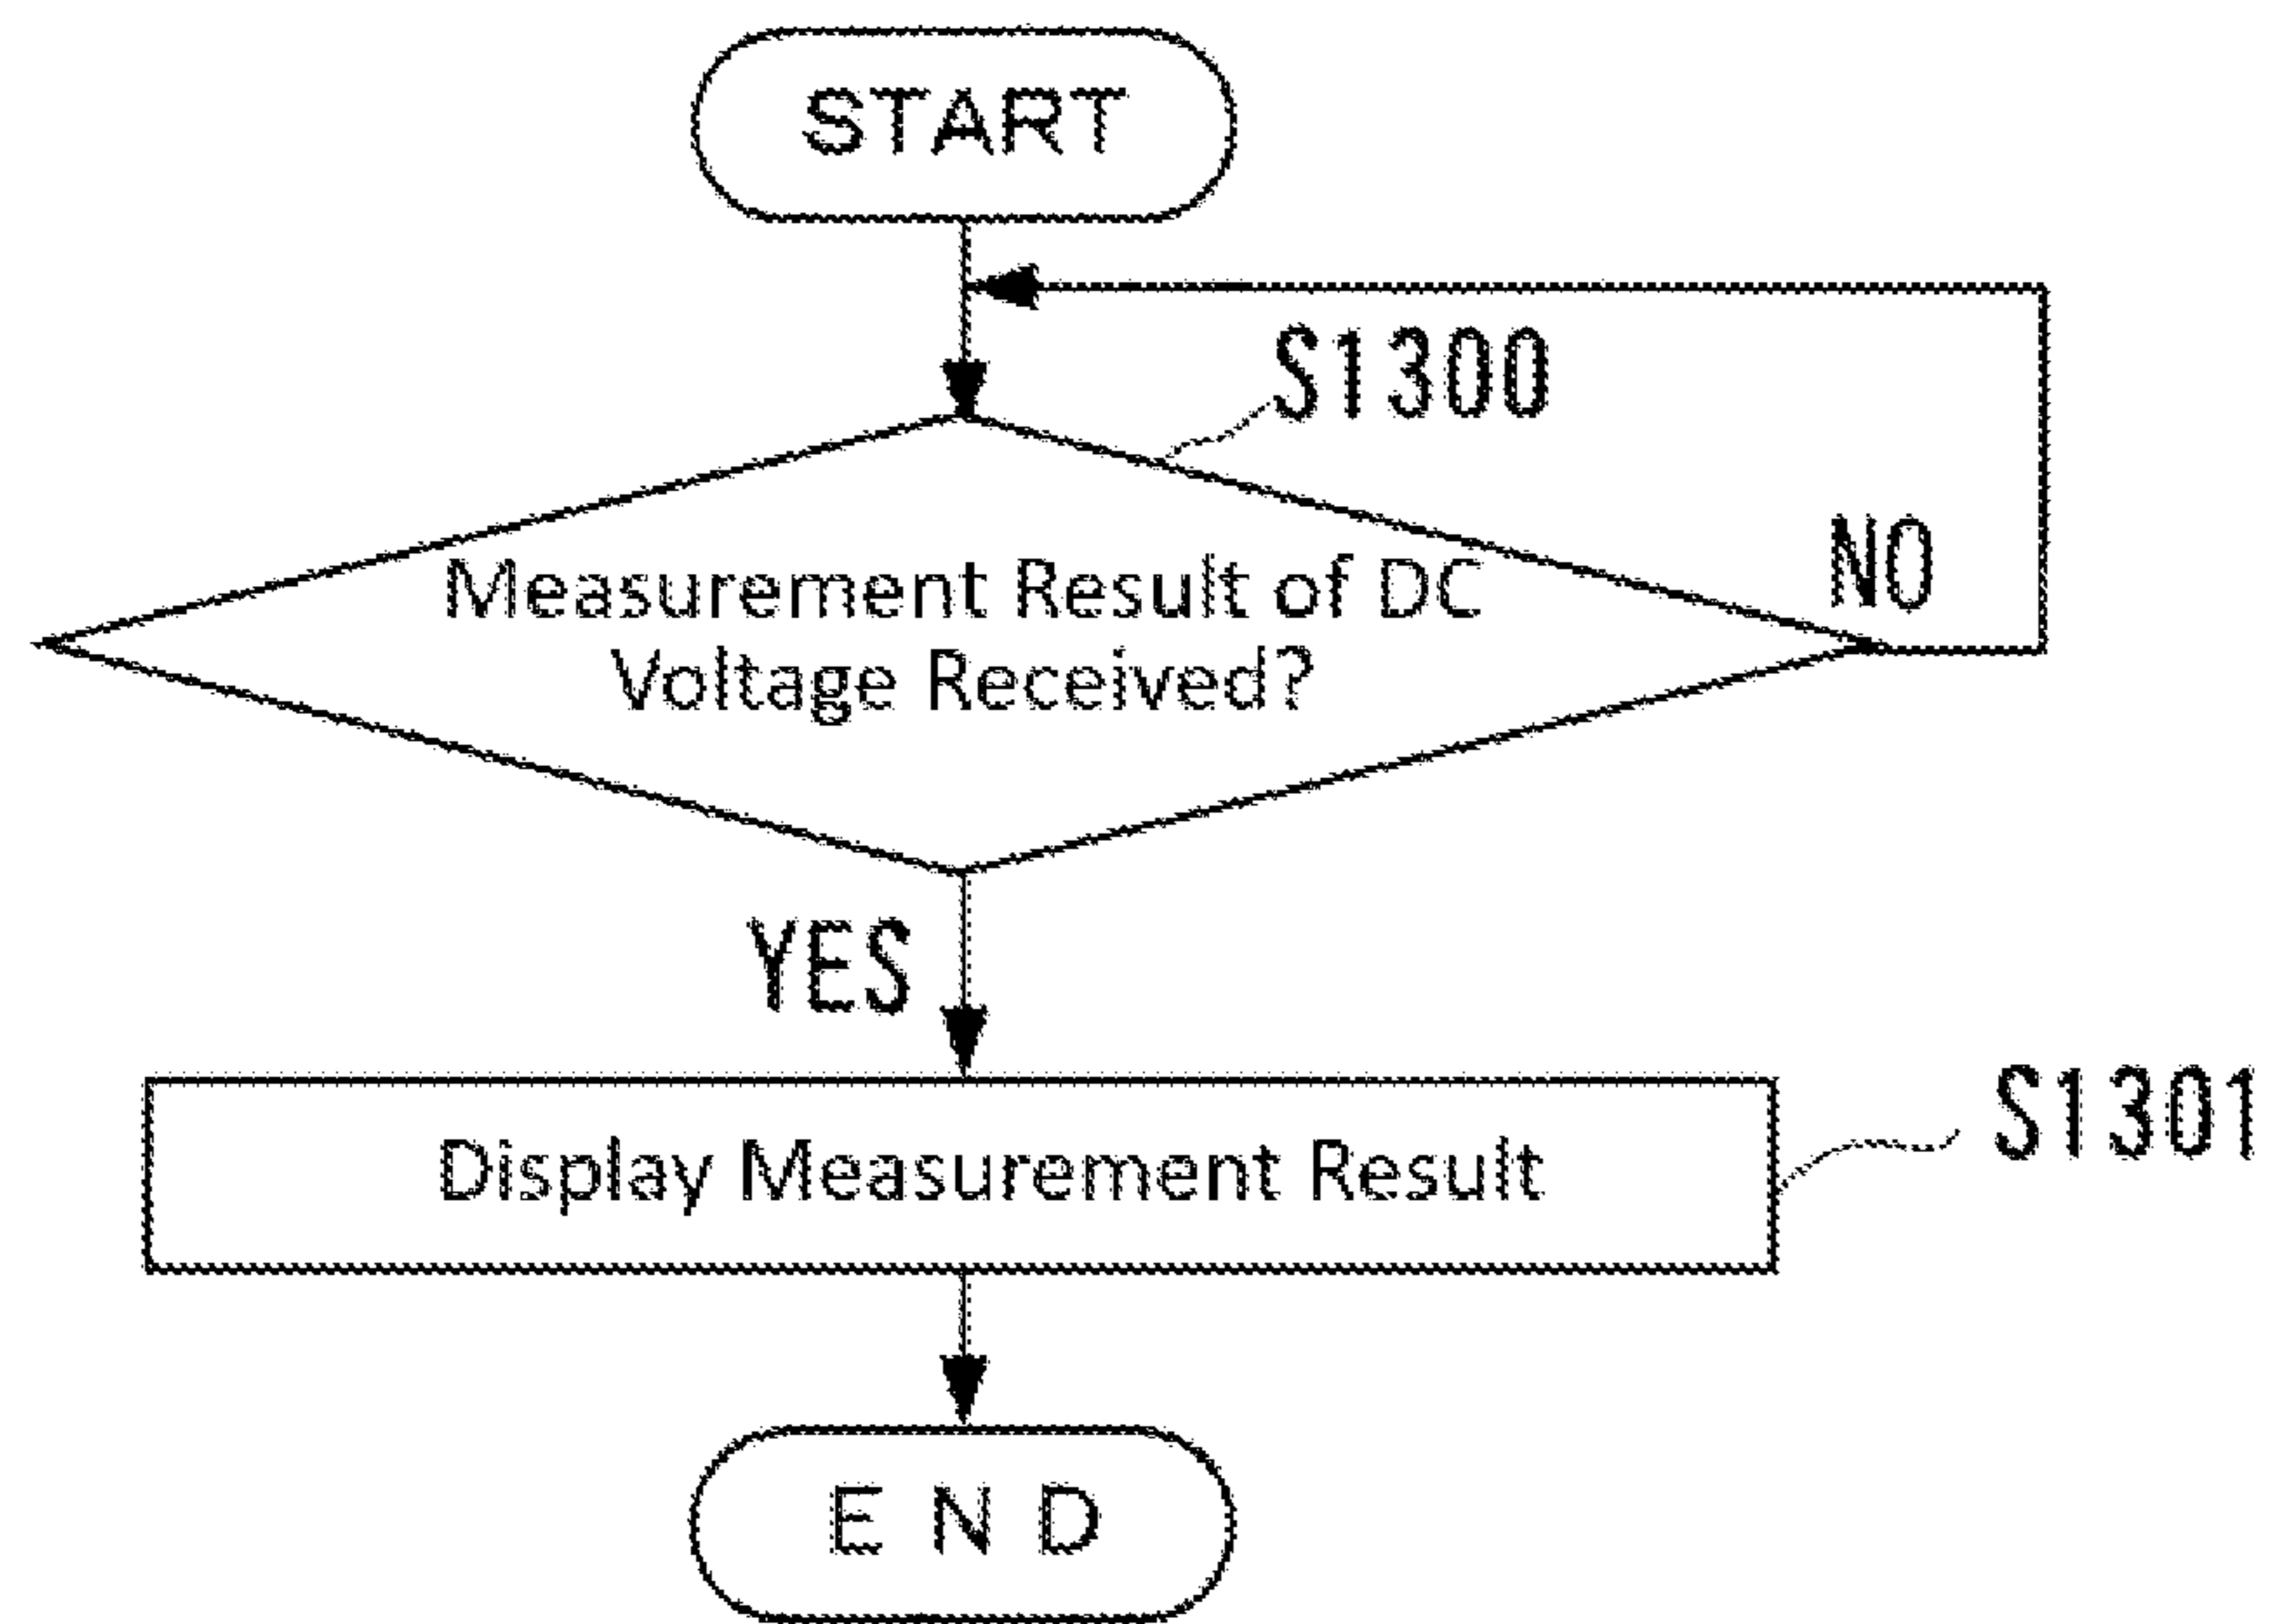 START
S1300
NO
Measurement Result of DC
Voltage Received?
YES
Display Measurement Result
S1301
END